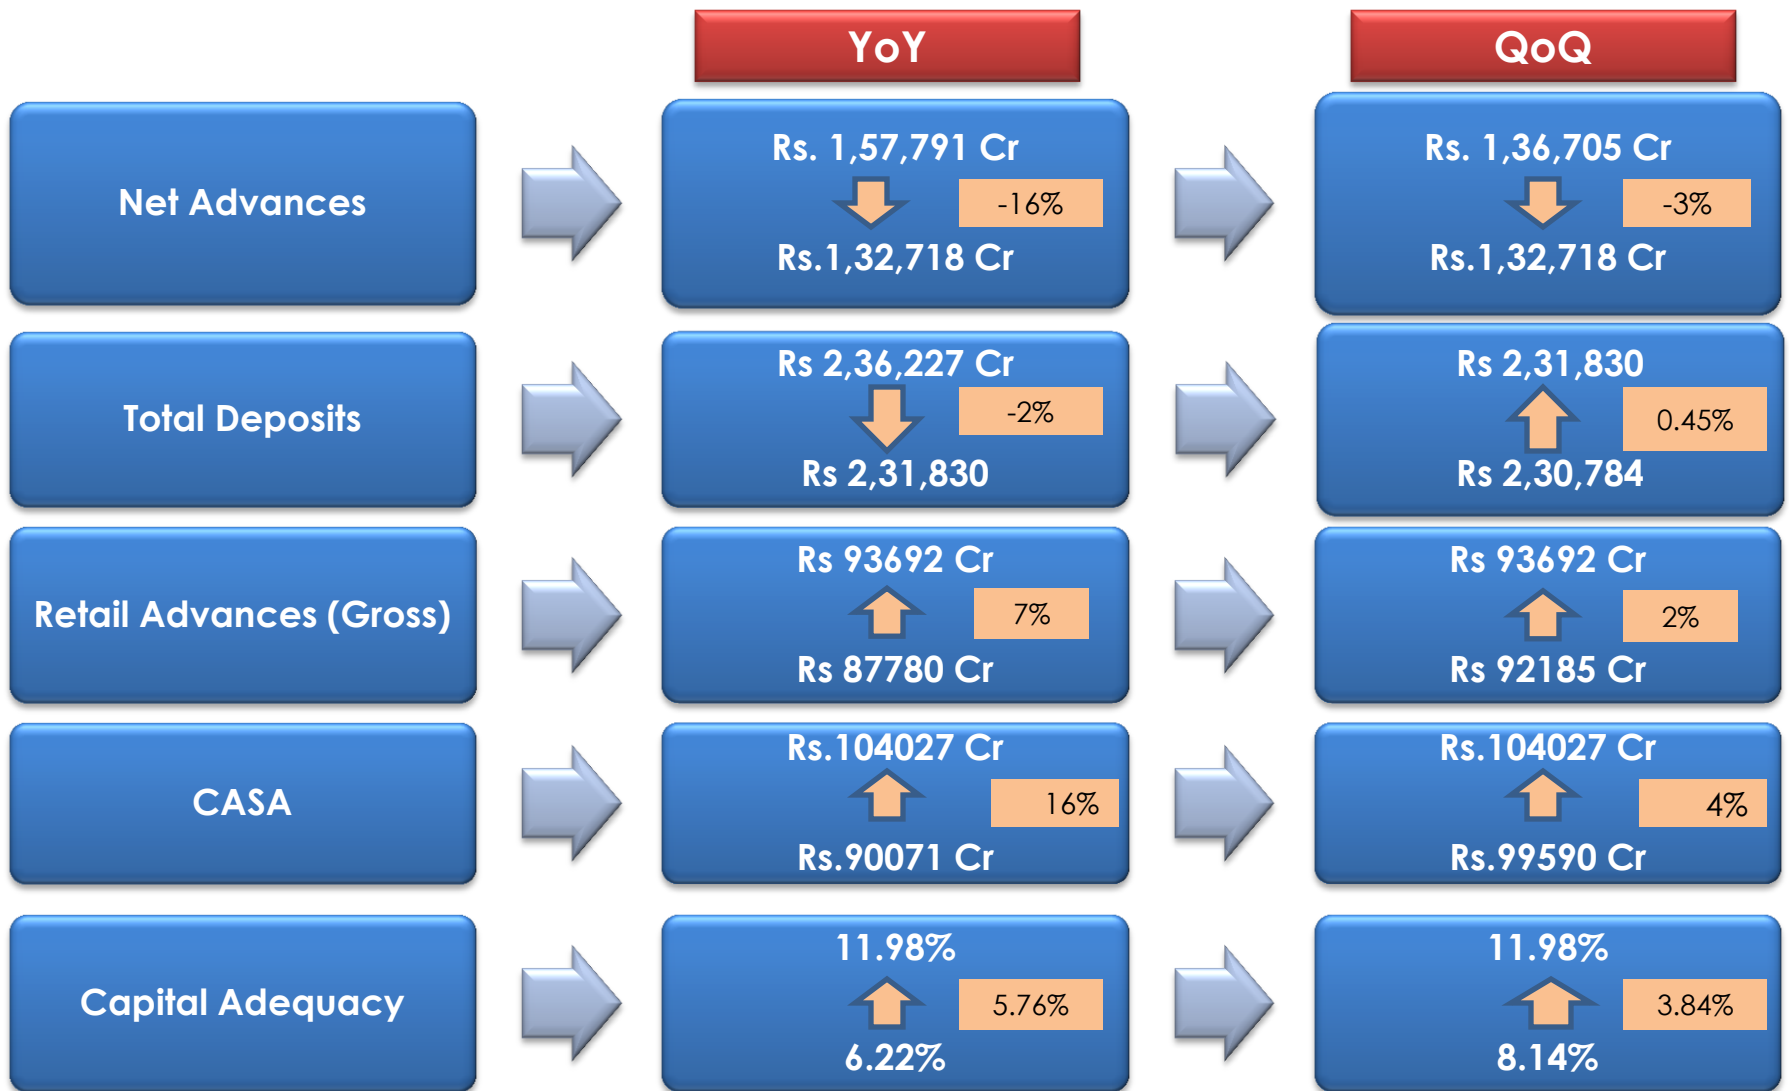 YoY
QoQ
Net Advances
Rs. 1,57,791 Cr
-16%
Rs.1,32,718 Cr
Rs. 1,36,705 Cr
-3%
Rs.1,32,718 Cr
Total Deposits
Rs 2,36,227 Cr
-2%
Rs 2,31,830
Rs 2,31,830
0.45%
Rs 2,30,784
Retail Advances (Gross)
Rs 93692 Cr
7%
Rs 87780 Cr
Rs 93692 Cr
2%
Rs 92185 Cr
CASA
Rs.104027 Cr
16%
Rs.90071 Cr
Rs.104027 Cr
4%
Rs.99590 Cr
Capital Adequacy
11.98%
5.76%
6.22%
11.98%
3.84%
8.14%